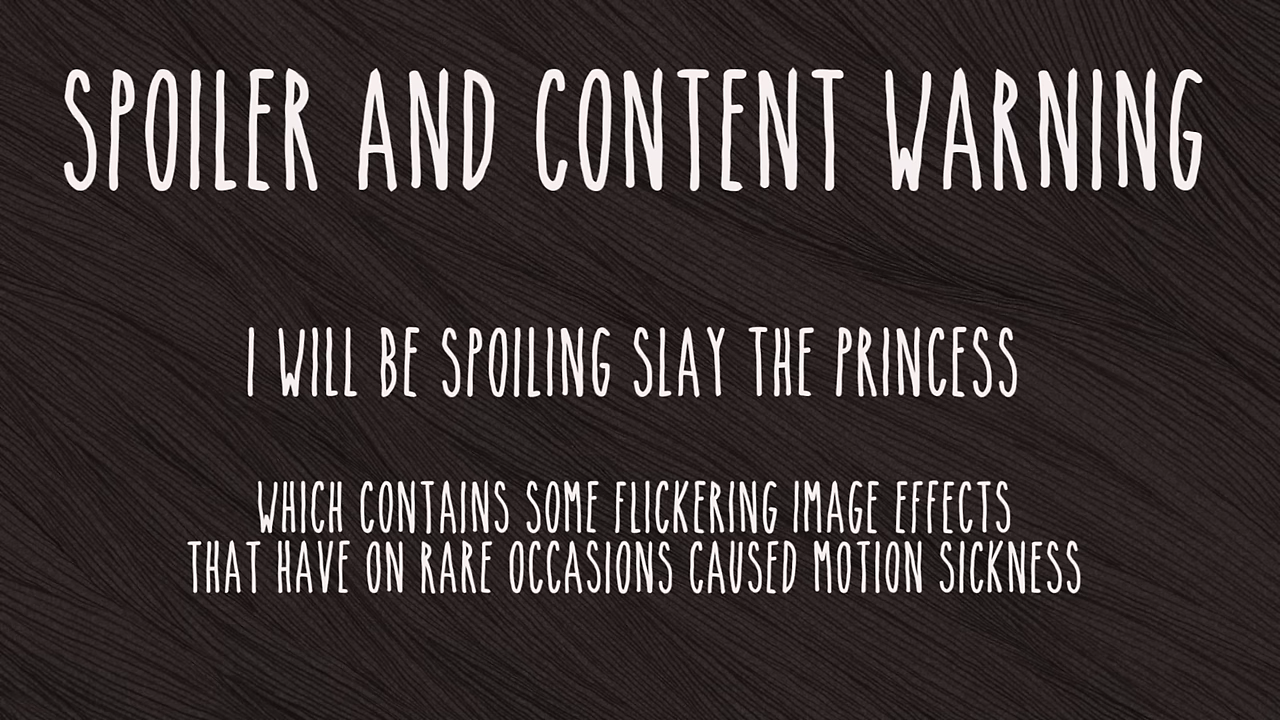 SPOILER AND CONTENT WARNING
I WILL BE SPOILING SLAY THE PRINCESS
WHICH CONTAINS SOME FLICKERING IMAGE EFFECTS
THAT HAVE ON RARE OCCASIONS CAUSED MOTION SICKNESS